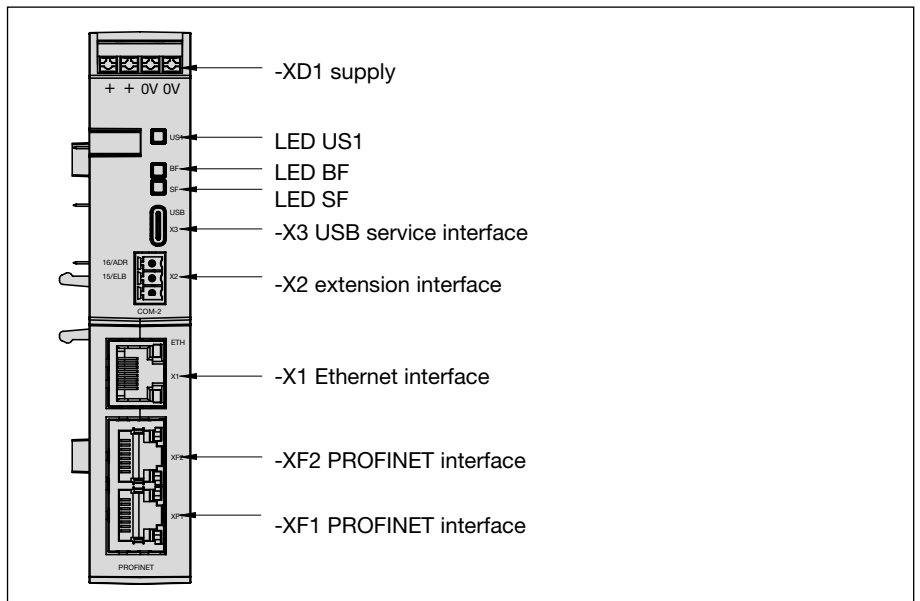 -XD1 supply
+ + 0V 0V
US1
LED US1
BF
LED BF
SF
LED SF
USB
X3
-X3 USB service interface
16/ADR
15/ELB
X2
-X2 extension interface
COM-2
ETH
X1
-X1 Ethernet interface
XF2
-XF2 PROFINET interface
XF1
-XF1 PROFINET interface
PROFINET